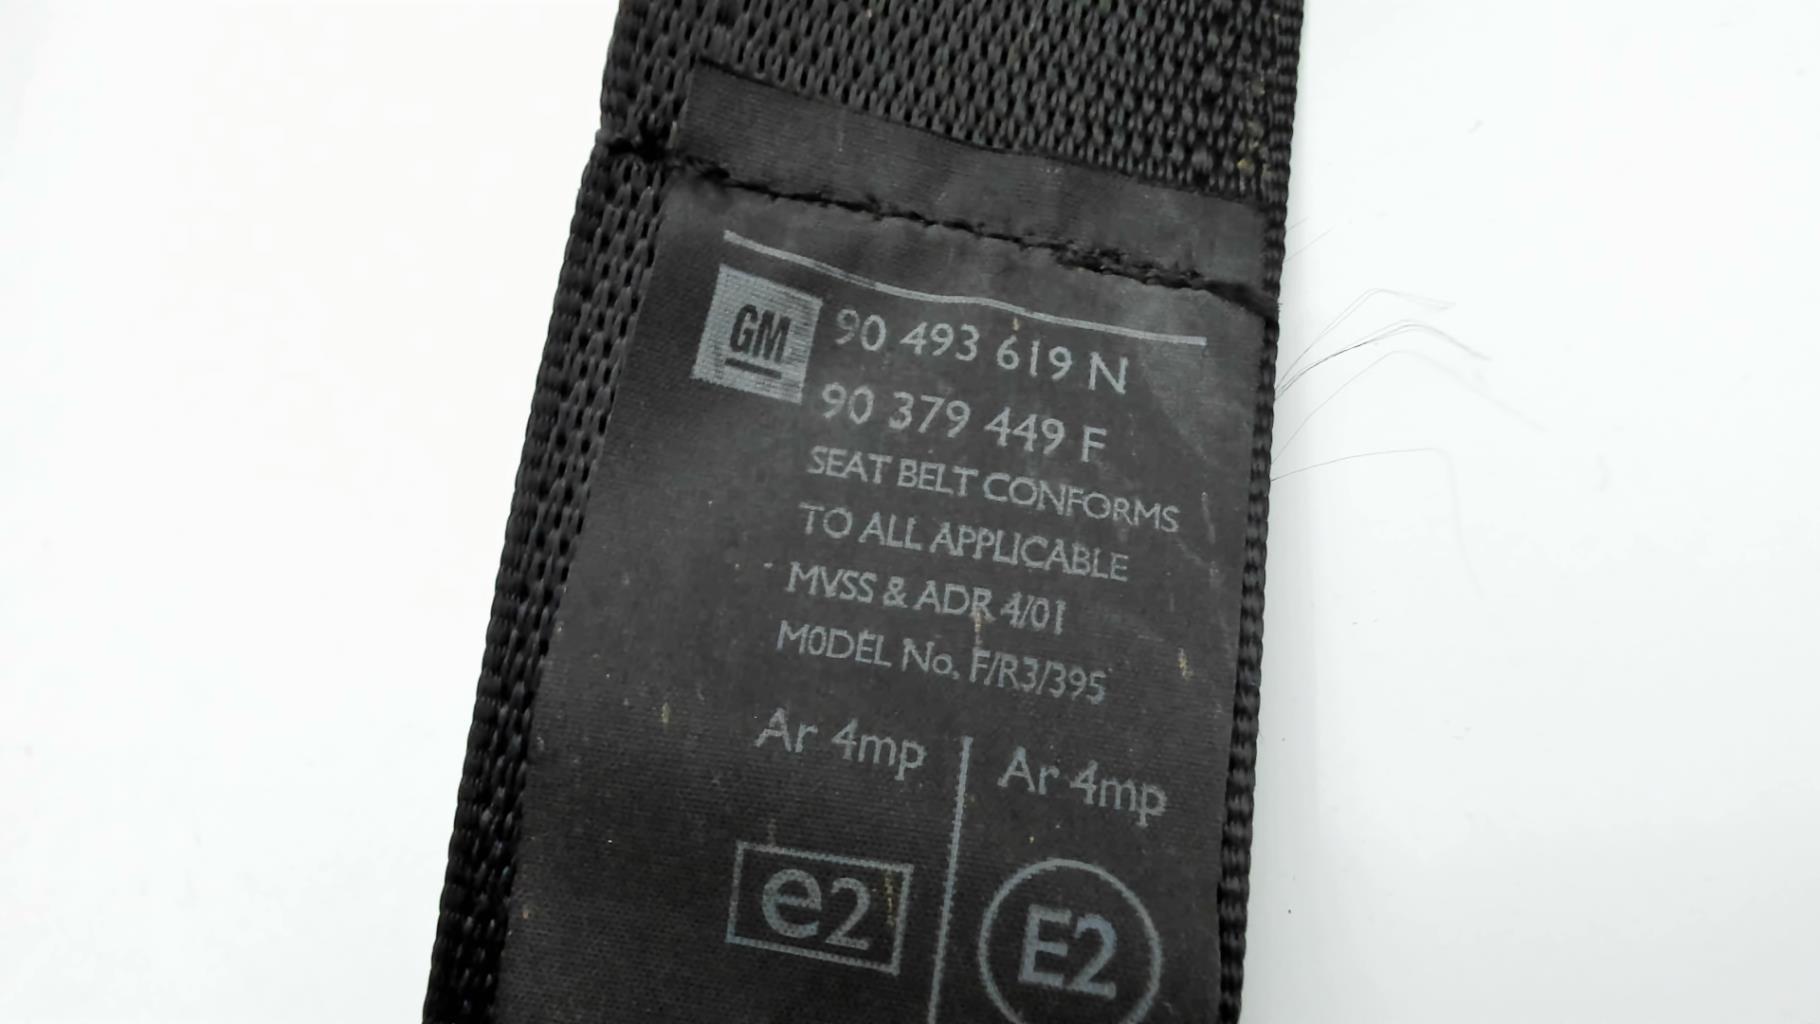 GM
90 493 619 N
90 379 449 F
SEAT BELT CONFORMS
TO ALL APPLICABLE
MVSS & ADR 4/01
MODEL No. F/R3/395
Ar 4mp
Ar 4mp
e2
E2